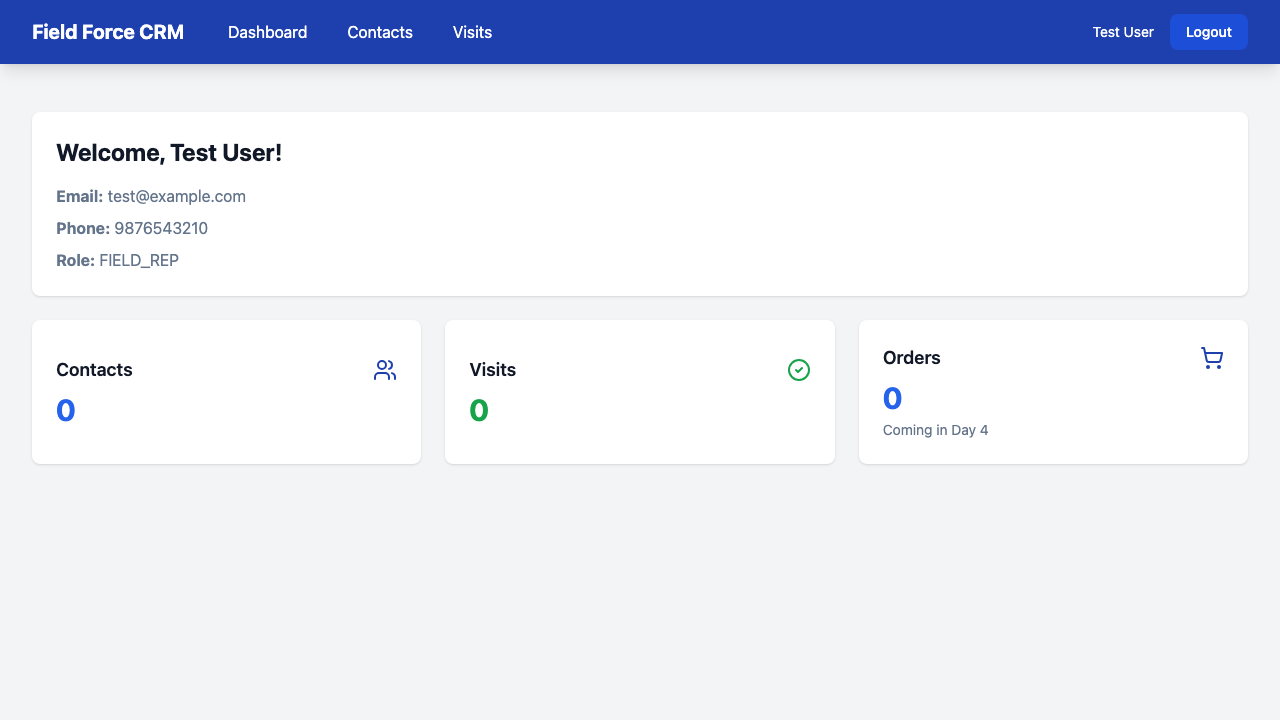 Field Force CRM Dashboard Contacts Visits Test User Logout
Welcome, Test User!
Email: test@example.com
Phone: 9876543210
Role: FIELD_REP
Contacts
0
Visits
0
Orders
0
Coming in Day 4